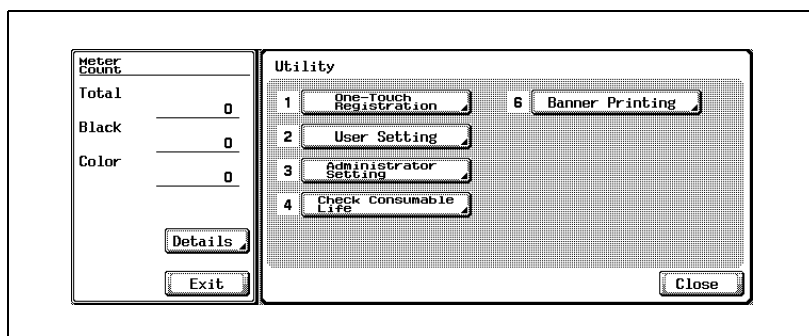 Meter
Count
Total
0
Black
0
Color
0
Details
Exit
Utility
1 One-Touch
Registration
2 User Setting
3 Administrator
Setting
4 Check Consumable
Life
6 Banner Printing
Close